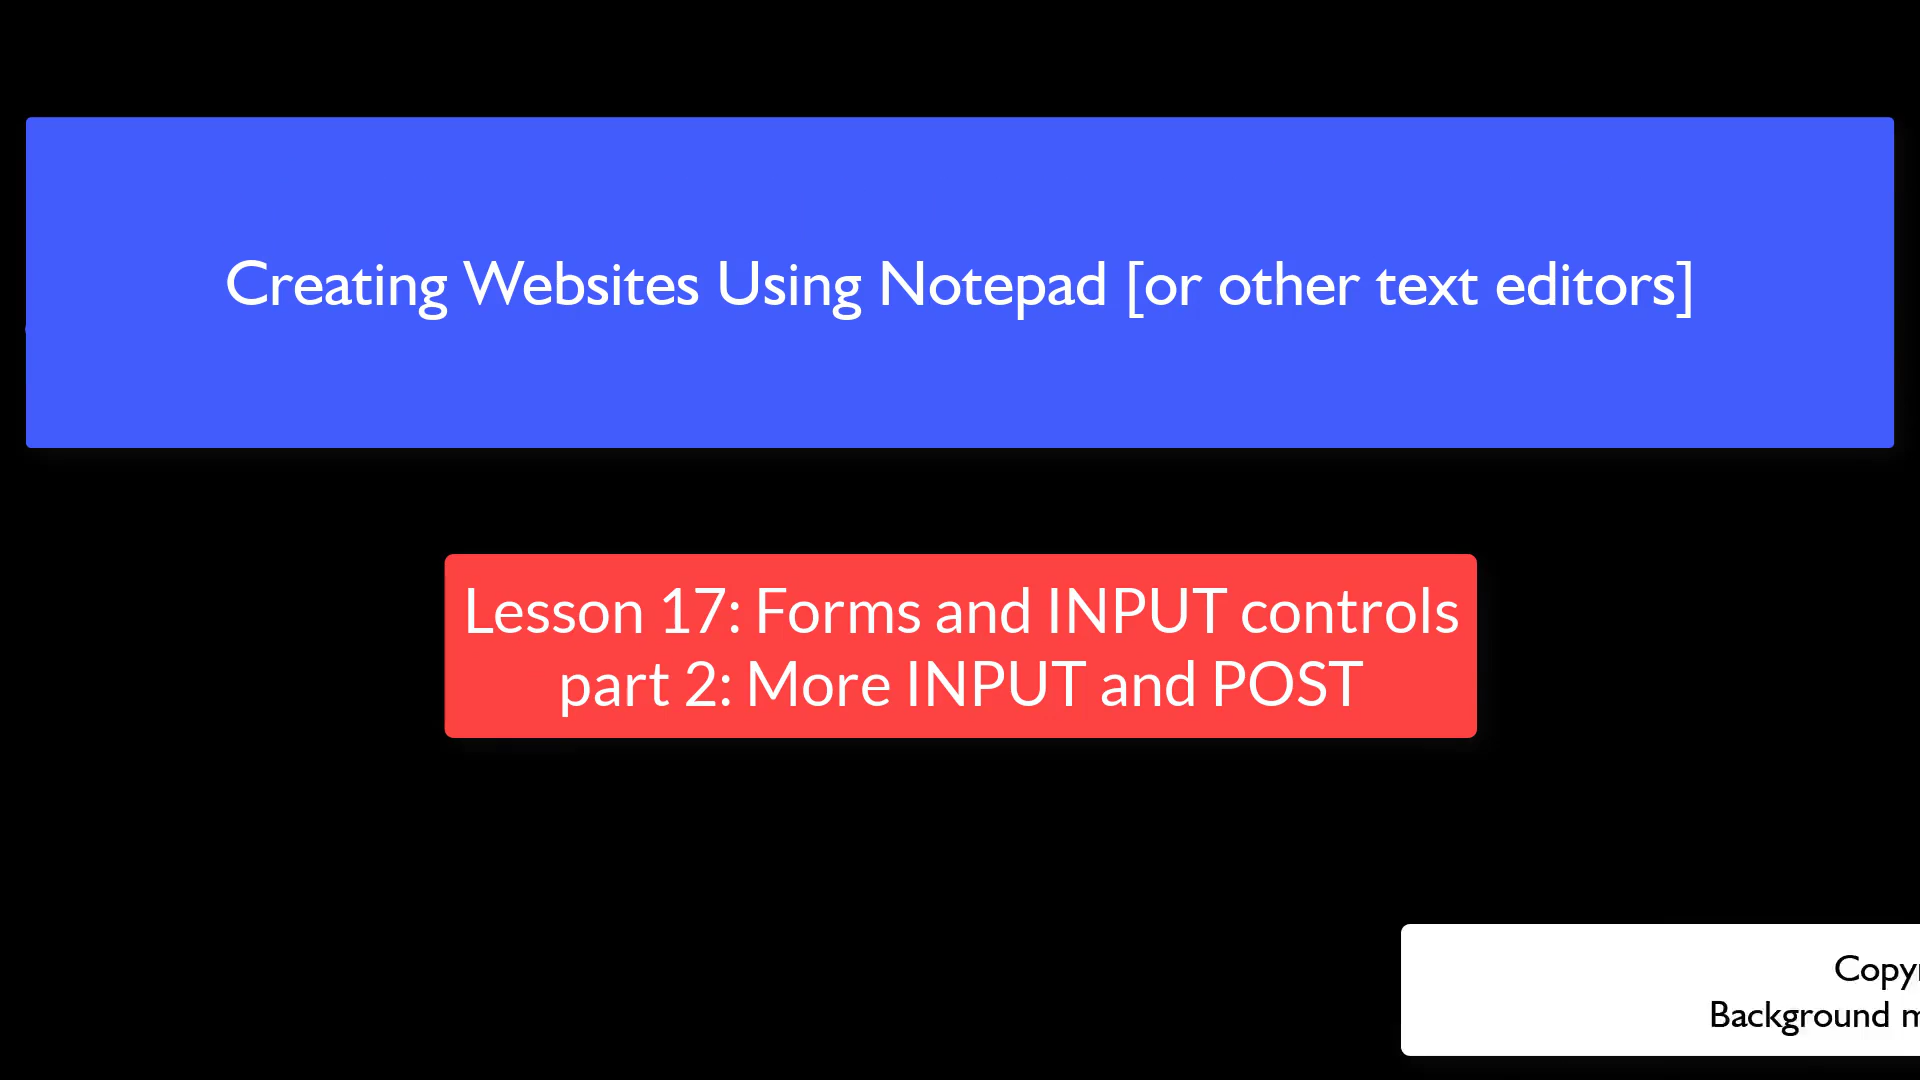 Creating Websites Using Notepad [or other text editors]
Lesson 17: Forms and INPUT controls
part 2: More INPUT and POST
Background